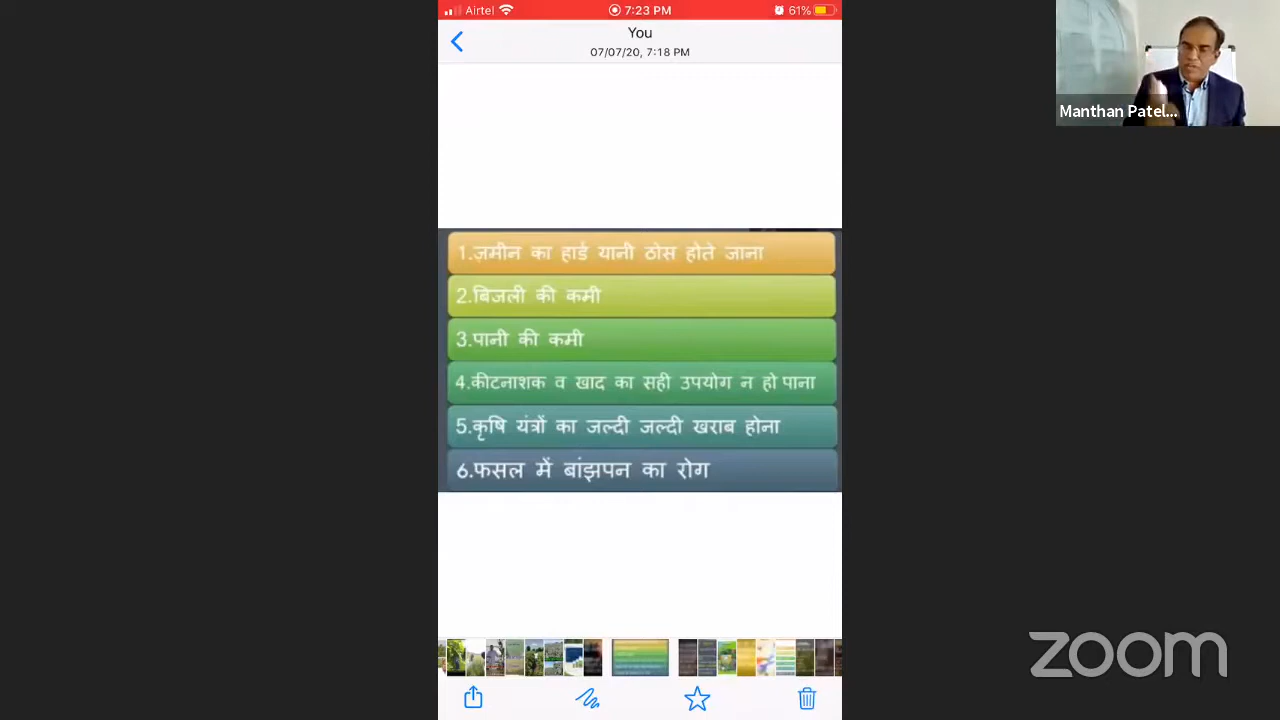 Airtel
7:23 PM
61%
You
07/07/20, 7:18 PM
Manthan Patel...
1.ज़मीन का हार्ड यानी ठोस होते जाना
2.बिजली की कमी
3.पानी की कमी
4.कीटनाशक व खाद का सही उपयोग न हो पाना
5.कृषि यंत्रों का जल्दी जल्दी खराब होना
6.फसल में बांझपन का रोग
zoom